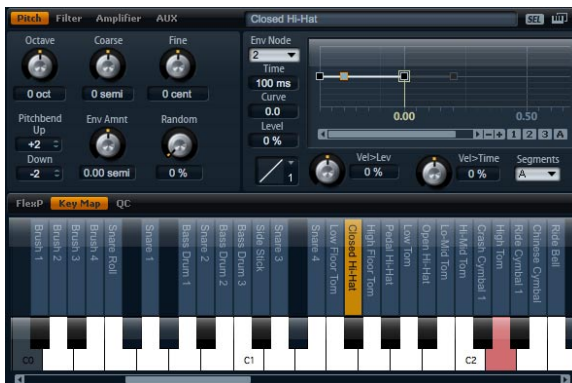 Pitch Filter Amplifier AUX
Closed Hi-Hat SEL
Octave Coarse Fine
0 oct 0 semi 0 cent
Pitchbend
Up
+2
Down
-2
Env Amnt
0.00 semi
Random
0 %
Env Node
2
Time
100 ms
Curve
0.0
Level
0 %
1
0.00 0.50
- + 1 2 3 A
Vel>Lev
0 %
Vel>Time
0 %
Segments
A
FlexP Key Map QC
Brush 1
Brush 2
Brush 3
Brush 4
Snare Roll
Snare 1
Bass Drum 1
Snare 2
Bass Drum 2
Bass Drum 3
Side Stick
Snare 3
Snare 4
Low Floor Tom
Closed Hi-Hat
High Floor Tom
Pedal Hi-Hat
Low Tom
Open Hi-Hat
Lo-Mid Tom
Hi-Mid Tom
Crash Cymbal 1
High Tom
Ride Cymbal 1
Chinese Cymbal
Ride Bell
C0 C1 C2